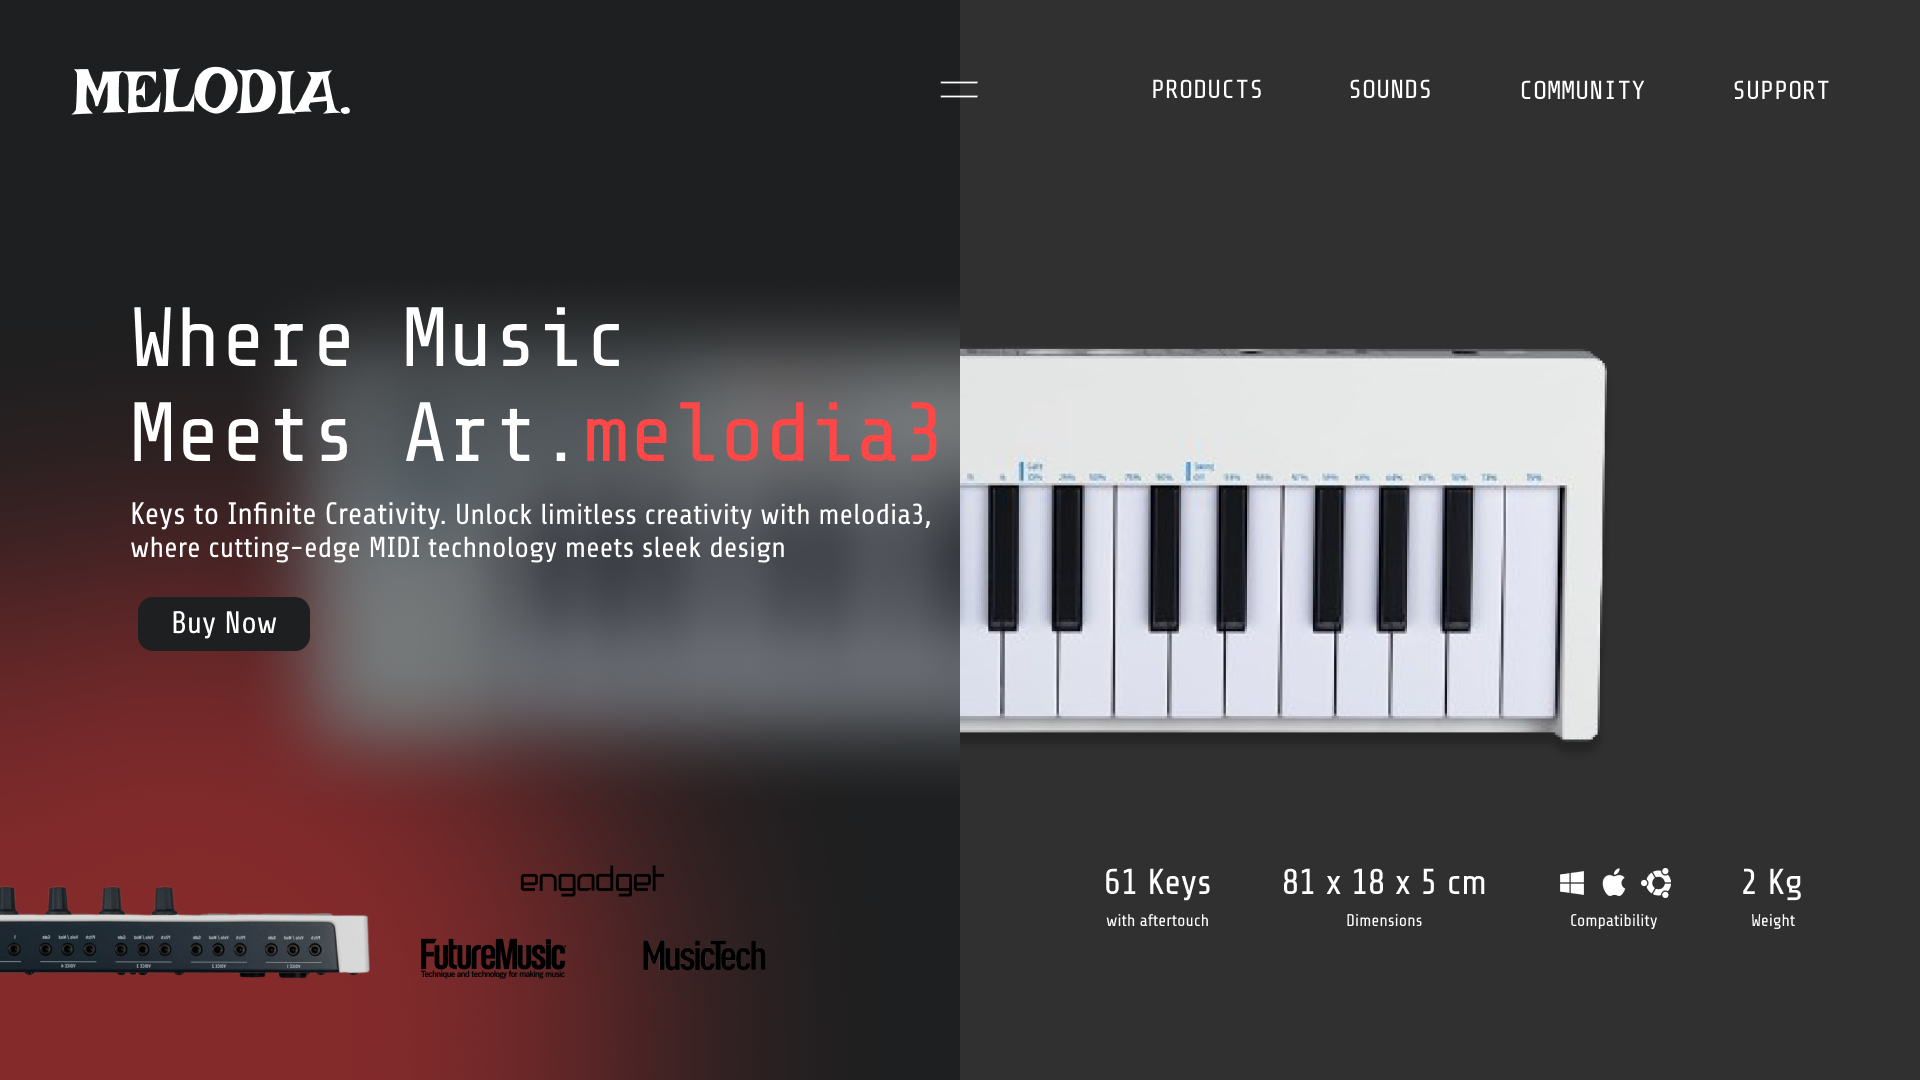 MELODIA.
PRODUCTS
SOUNDS
COMMUNITY
SUPPORT
Where Music
Meets Art.melodia3
Keys to Infinite Creativity. Unlock limitless creativity with melodia3,
where cutting-edge MIDI technology meets sleek design
Buy Now
engadget
FutureMusic
Technique and technology for making music
MusicTech
61 Keys
with aftertouch
81 x 18 x 5 cm
Dimensions
Compatibility
2 Kg
Weight